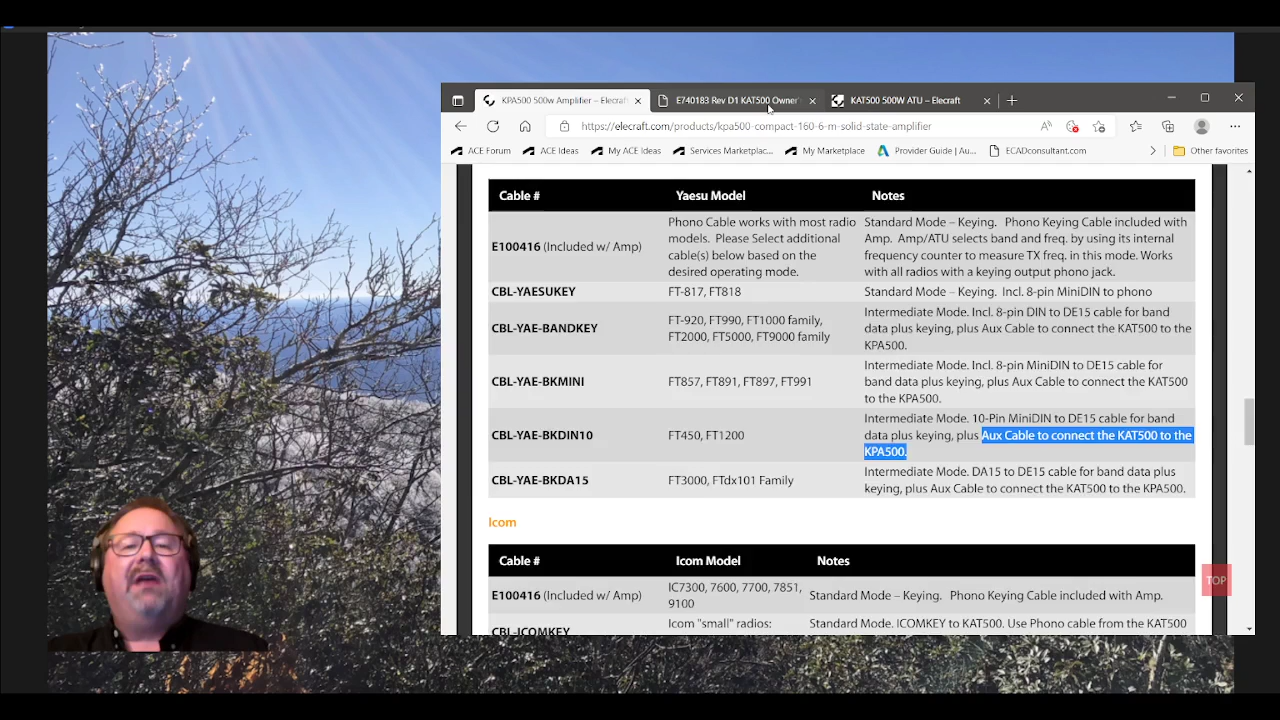 KPA500 500w Amplifier – Elecraft
E740183 Rev D1 KAT500 Owner
KAT500 500W ATU – Elecraft
https://elecraft.com/products/kpa500-compact-160-6-m-solid-state-amplifier
ACE Forum
ACE Ideas
My ACE Ideas
Services Marketplac...
My Marketplace
Provider Guide | Au...
ECADconsultant.com
Other favorites
Cable # Yaesu Model Notes
E100416 (Included w/ Amp)
Phono Cable works with most radio
models. Please Select additional
cable(s) below based on the
desired operating mode.
Standard Mode – Keying. Phono Keying Cable included with
Amp. Amp/ATU selects band and freq. by using its internal
frequency counter to measure TX freq. in this mode. Works
with all radios with a keying output phono jack.
CBL-YAESUKEY
FT-817, FT818
Standard Mode – Keying. Incl. 8-pin MiniDIN to phono
CBL-YAE-BANDKEY
FT-920, FT990, FT1000 family,
FT2000, FT5000, FT9000 family
Intermediate Mode. Incl. 8-pin DIN to DE15 cable for band
data plus keying, plus Aux Cable to connect the KAT500 to the
KPA500.
CBL-YAE-BKMINI
FT857, FT891, FT897, FT991
Intermediate Mode. Incl. 8-pin MiniDIN to DE15 cable for
band data plus keying, plus Aux Cable to connect the KAT500
to the KPA500.
CBL-YAE-BKDIN10
FT450, FT1200
Intermediate Mode. 10-Pin MiniDIN to DE15 cable for band
data plus keying, plus Aux Cable to connect the KAT500 to the
KPA500.
CBL-YAE-BKDA15
FT3000, FTdx101 Family
Intermediate Mode. DA15 to DE15 cable for band data plus
keying, plus Aux Cable to connect the KAT500 to the KPA500.
Icom
Cable # Icom Model Notes
E100416 (Included w/ Amp)
IC7300, 7600, 7700, 7851,
9100
Standard Mode – Keying. Phono Keying Cable included with Amp.
CBL-ICOMKEY
Icom "small" radios:
Standard Mode. ICOMKEY to KAT500. Use Phono cable from the KAT500
TOP